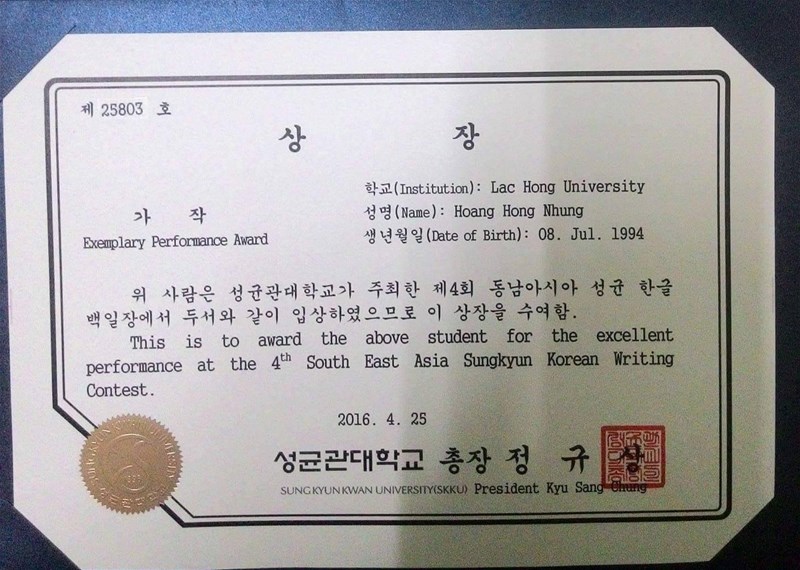 제 25803 호
상 장
학교(Institution): Lac Hong University
가 작
성명(Name): Hoang Hong Nhung
Exemplary Performance Award
생년월일(Date of Birth): 08. Jul. 1994
위 사람은 성균관대학교가 주최한 제4회 동남아시아 성균 한글
백일장에서 두서와 같이 입상하였으므로 이 상장을 수여함.
This is to award the above student for the excellent
performance at the 4th South East Asia Sungkyun Korean Writing
Contest.
2016. 4. 25
성균관대학교 총장 정 규 상
SUNGKYUNKWAN UNIVERSITY(SKKU) President Kyu Sang Chung